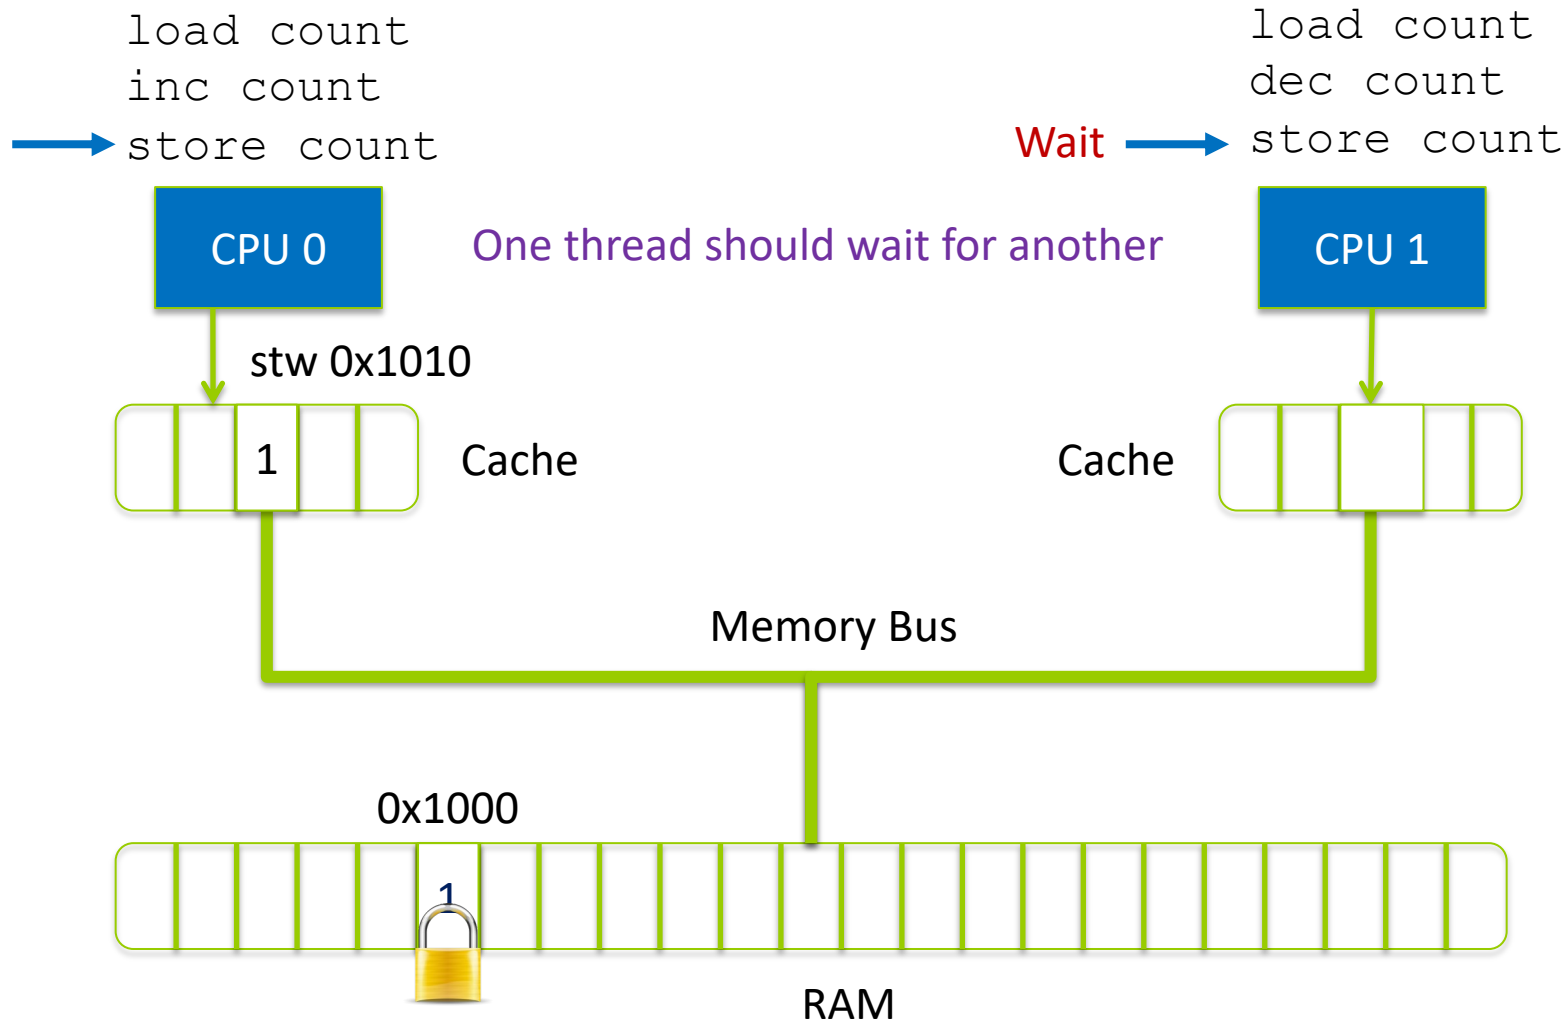 load count
inc count
store count
load count
dec count
Wait
store count
CPU 0
One thread should wait for another
CPU 1
stw 0x1010
1
Cache
Cache
Memory Bus
0x1000
1
RAM